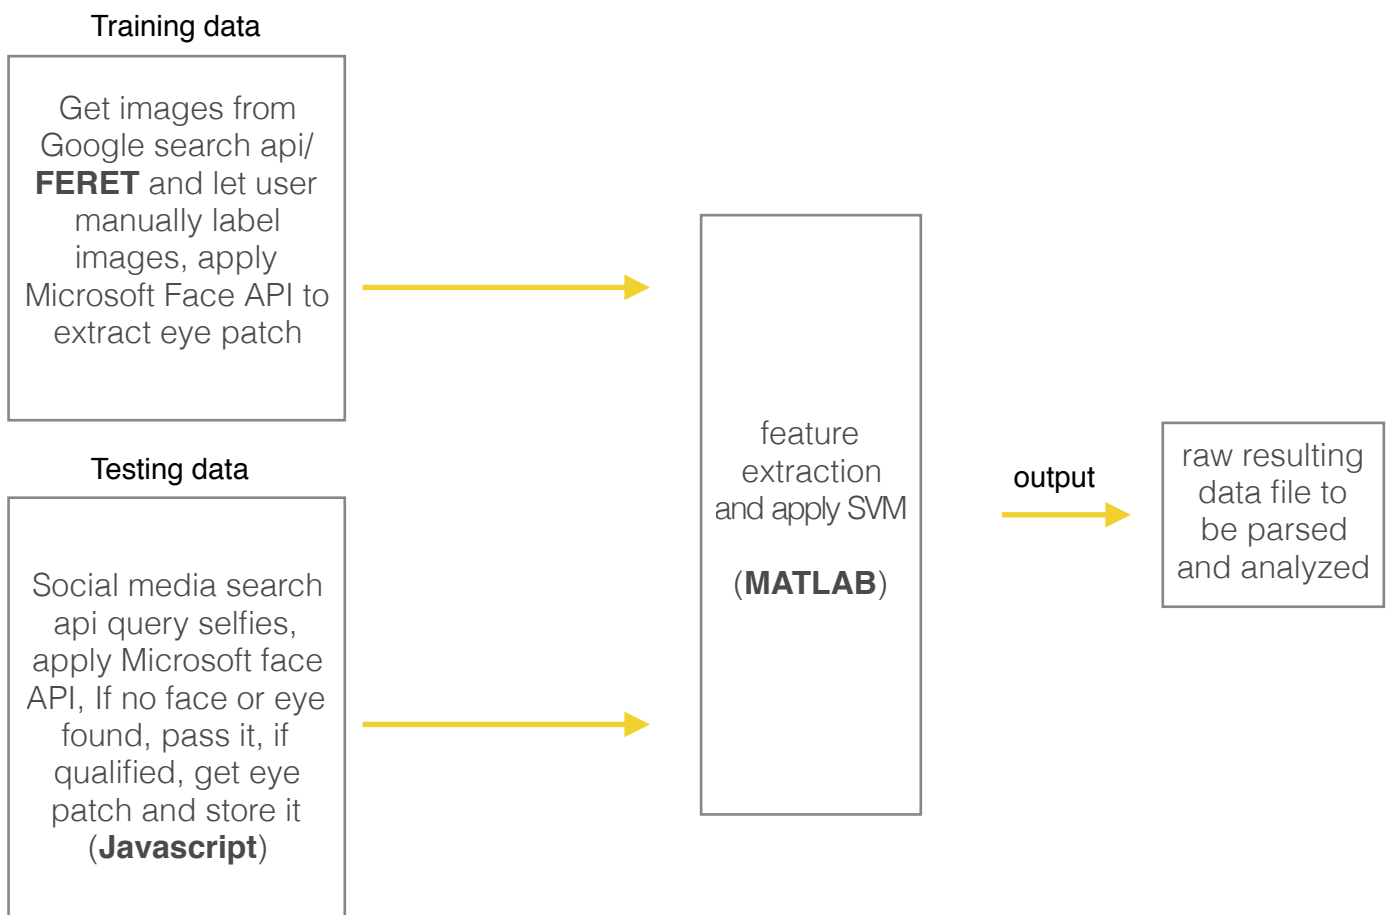 Training data
Get images from
Google search api/
FERET and let user
manually label
images, apply
Microsoft Face API to
extract eye patch
Testing data
Social media search
api query selfies,
apply Microsoft face
API, If no face or eye
found, pass it, if
qualified, get eye
patch and store it
(Javascript)
feature
extraction
and apply SVM
(MATLAB)
output
raw resulting
data file to
be parsed
and analyzed